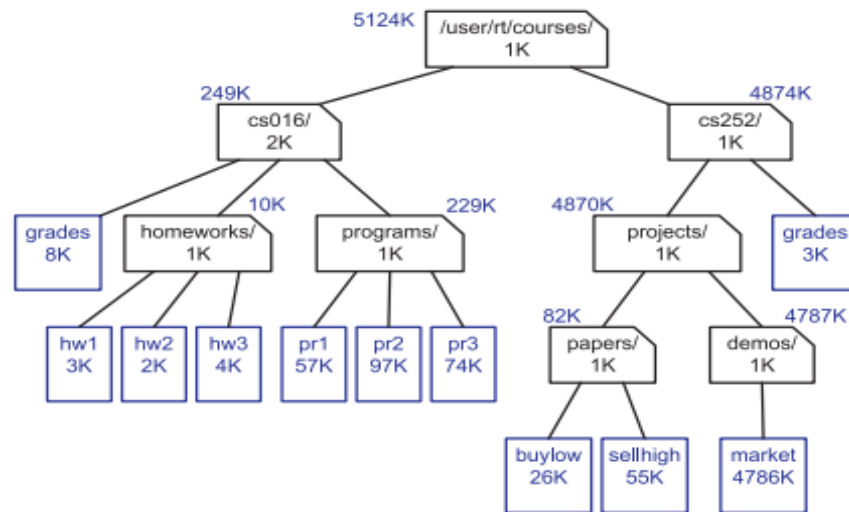 5124K
/user/rt/courses/
1K
249K
cs016/
2K
4874K
cs252/
1K
grades
8K
10K
homeworks/
1K
229K
programs/
1K
4870K
projects/
1K
grades
3K
hw1
3K
hw2
2K
hw3
4K
pr1
57K
pr2
97K
pr3
74K
82K
papers/
1K
4787K
demos/
1K
buylow
26K
sellhigh
55K
market
4786K